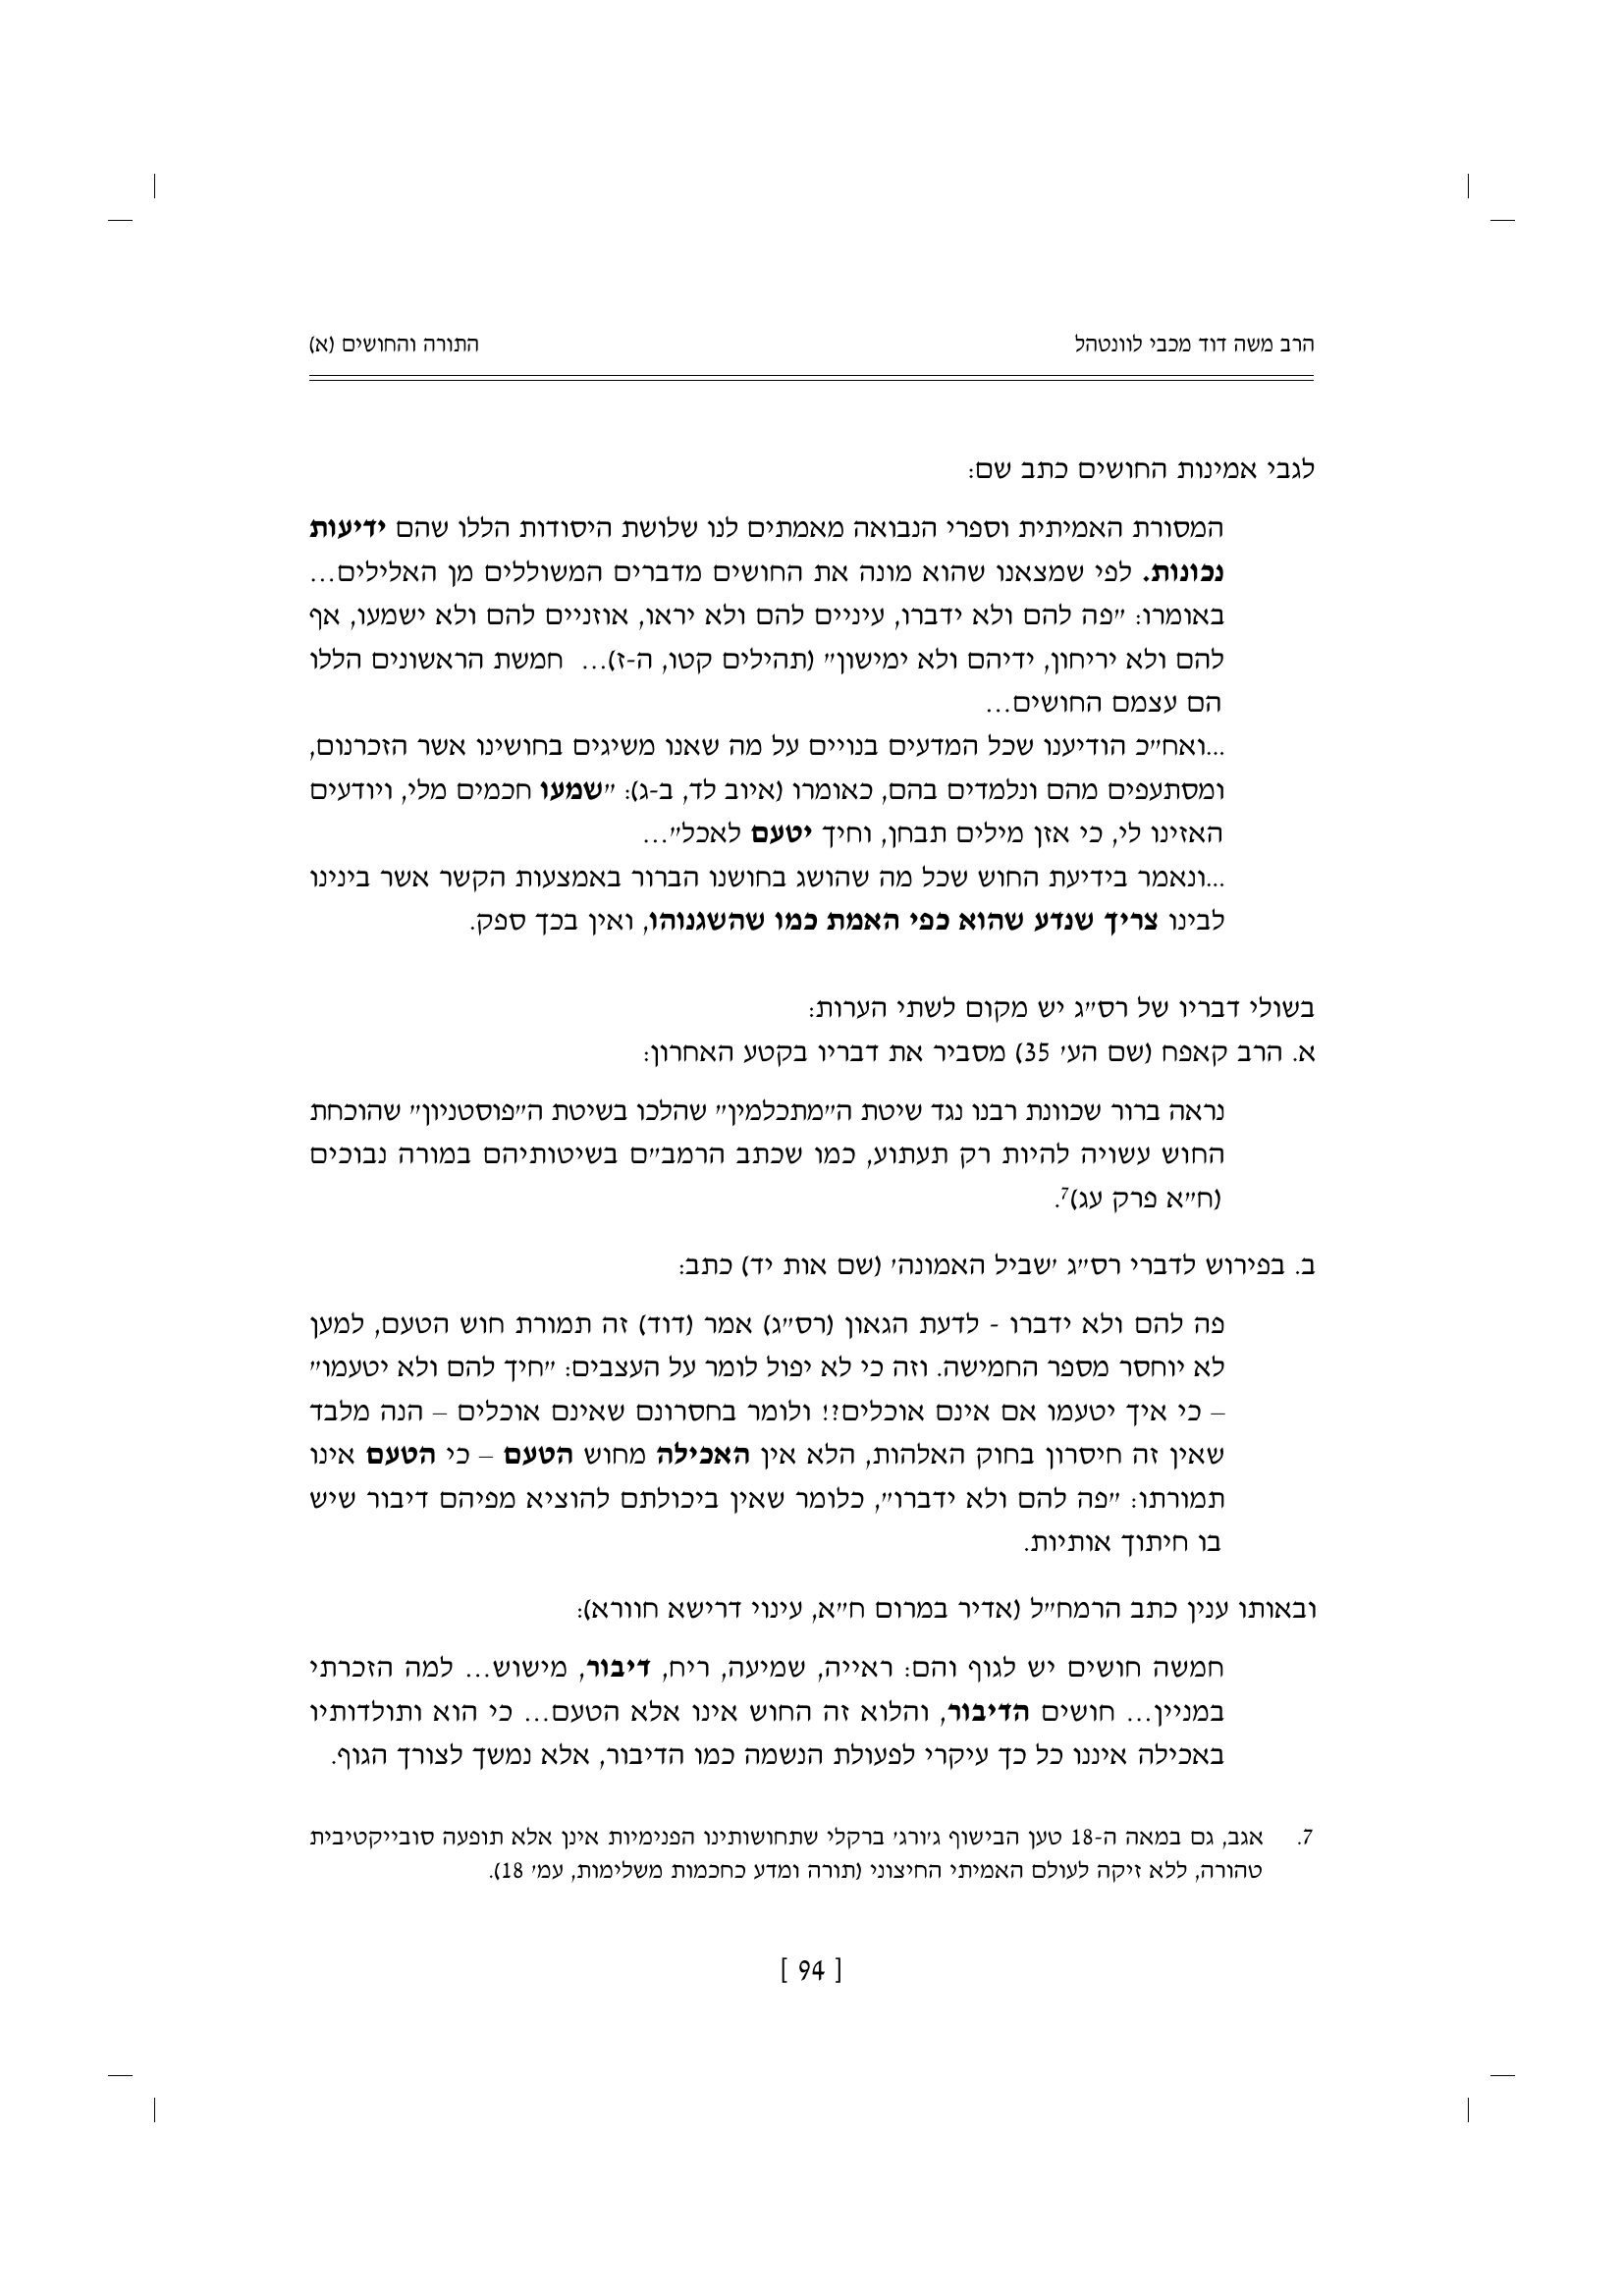 הרב משה דוד מכבי לוונטהל
התורה והחושים (א)
לגבי אמינות החושים כתב שם:
המסורת האמיתית וספרי הנבואה מאמתים לנו שלושת היסודות הללו שהם ידיעות
נכונות. לפי שמצאנו שהוא מונה את החושים מדברים המשוללים מן האלילים...
באומרו: "פה להם ולא ידברו, עיניים להם ולא יראו, אוזניים להם ולא ישמעו, אף
להם ולא יריחון, ידיהם ולא ימישון" (תהילים קטו, ה-ז)... חמשת הראשונים הללו
הם עצמם החושים...
...ואח"כ הודיענו שכל המדעים בנויים על מה שאנו משיגים בחושינו אשר הזכרנום,
ומסתעפים מהם ונלמדים בהם, כאומרו (איוב לד, ב-ג): "שמעו חכמים מלי, ויודעים
האזינו לי, כי אזן מילים תבחן, וחיך יטעם לאכל"...
...ונאמר בידיעת החוש שכל מה שהושג בחושנו הברור באמצעות הקשר אשר בינינו
לבינו צריך שנדע שהוא כפי האמת כמו שהשגנוהו, ואין בכך ספק.
בשולי דבריו של רס"ג יש מקום לשתי הערות:
א. הרב קאפח (שם הע' 35) מסביר את דבריו בקטע האחרון:
נראה ברור שכוונת רבנו נגד שיטת ה"מתכלמין" שהלכו בשיטת ה"פוסטניון" שהוכחת
החוש עשויה להיות רק תעתוע, כמו שכתב הרמב"ם בשיטותיהם במורה נבוכים
(ח"א פרק עג)7.
ב. בפירוש לדברי רס"ג 'שביל האמונה' (שם אות יד) כתב:
פה להם ולא ידברו - לדעת הגאון (רס"ג) אמר (דוד) זה תמורת חוש הטעם, למען
לא יוחסר מספר החמישה. וזה כי לא יפול לומר על העצבים: "חיך להם ולא יטעמו"
– כי איך יטעמו אם אינם אוכלים?! ולומר בחסרונם שאינם אוכלים – הנה מלבד
שאין זה חיסרון בחוק האלהות, הלא אין האכילה מחוש הטעם – כי הטעם אינו
תמורתו: "פה להם ולא ידברו", כלומר שאין ביכולתם להוציא מפיהם דיבור שיש
בו חיתוך אותיות.
ובאותו ענין כתב הרמח"ל (אדיר במרום ח"א, עינוי דרישא חוורא):
חמשה חושים יש לגוף והם: ראייה, שמיעה, ריח, דיבור, מישוש... למה הזכרתי
במניין... חושים הדיבור, והלוא זה החוש אינו אלא הטעם... כי הוא ותולדותיו
באכילה איננו כל כך עיקרי לפעולת הנשמה כמו הדיבור, אלא נמשך לצורך הגוף.
7. אגב, גם במאה ה-18 טען הבישוף ג'ורג' ברקלי שתחושותינו הפנימיות אינן אלא תופעה סובייקטיבית
טהורה, ללא זיקה לעולם האמיתי החיצוני (תורה ומדע כחכמות משלימות, עמ' 18).
[ 94 ]